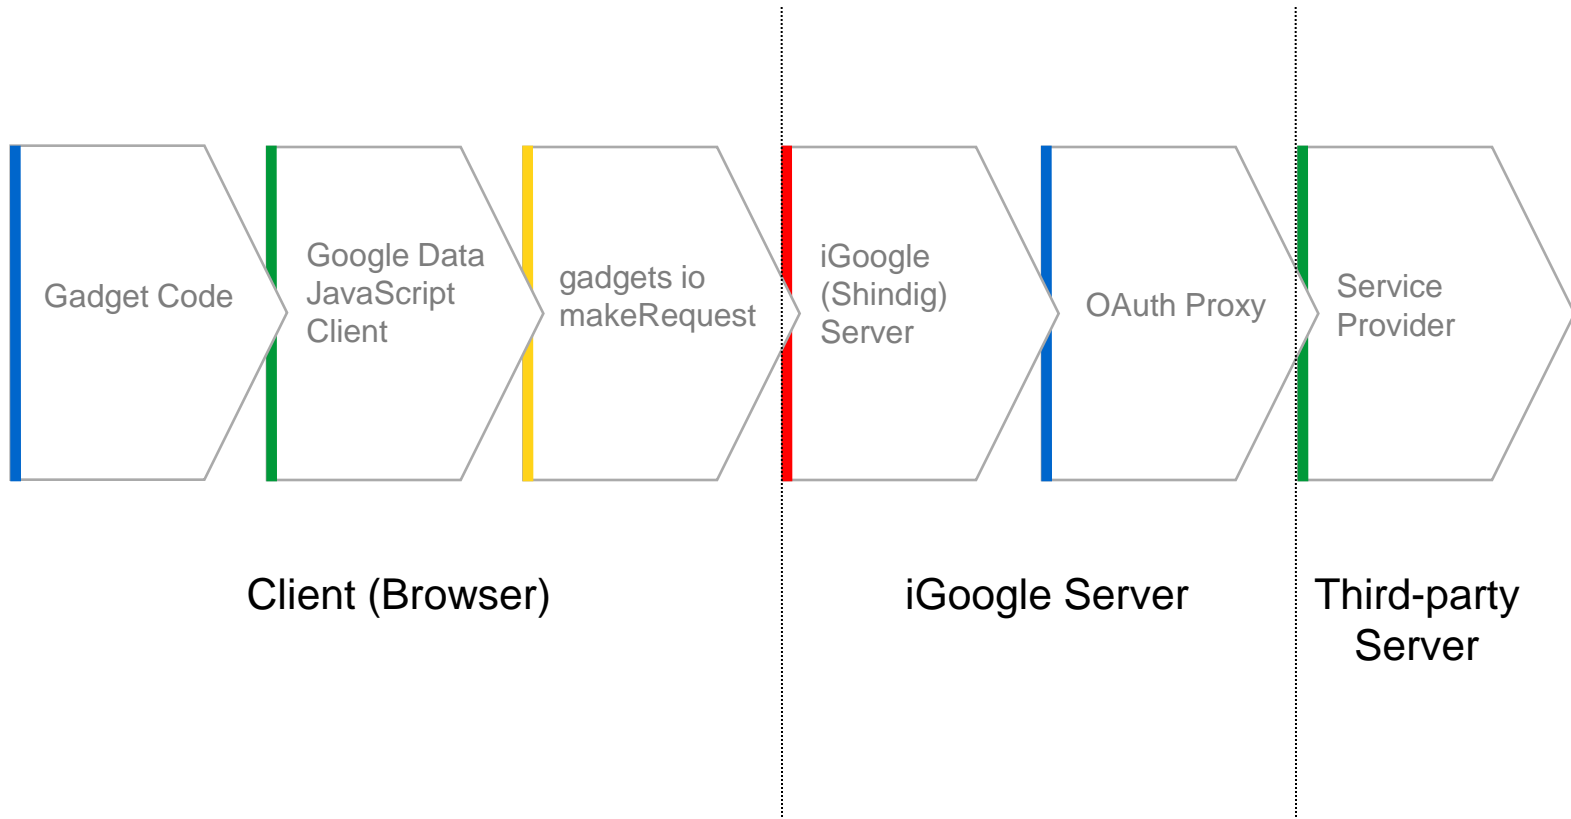 Gadget Code
Google Data
JavaScript
Client
gadgets io
makeRequest
iGoogle
(Shindig)
Server
OAuth Proxy
Service
Provider
Client (Browser)
iGoogle Server
Third-party
Server